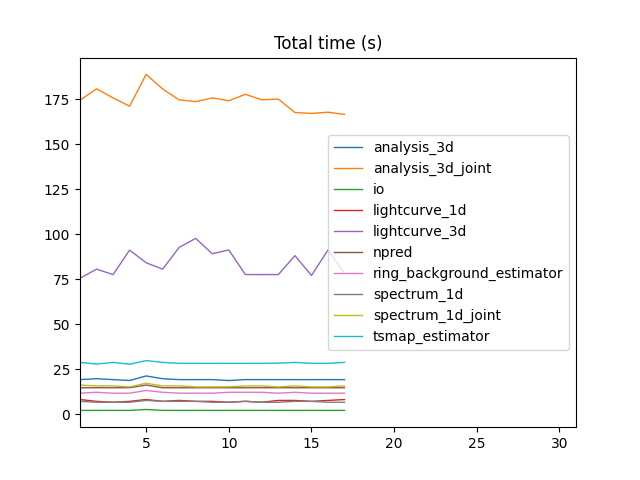 Total time (s)
175
150
125
100
75
50
25
0
analysis_3d
analysis_3d_joint
io
lightcurve_1d
lightcurve_3d
npred
ring_background_estimator
spectrum_1d
spectrum_1d_joint
tsmap_estimator
5 10 15 20 25 30